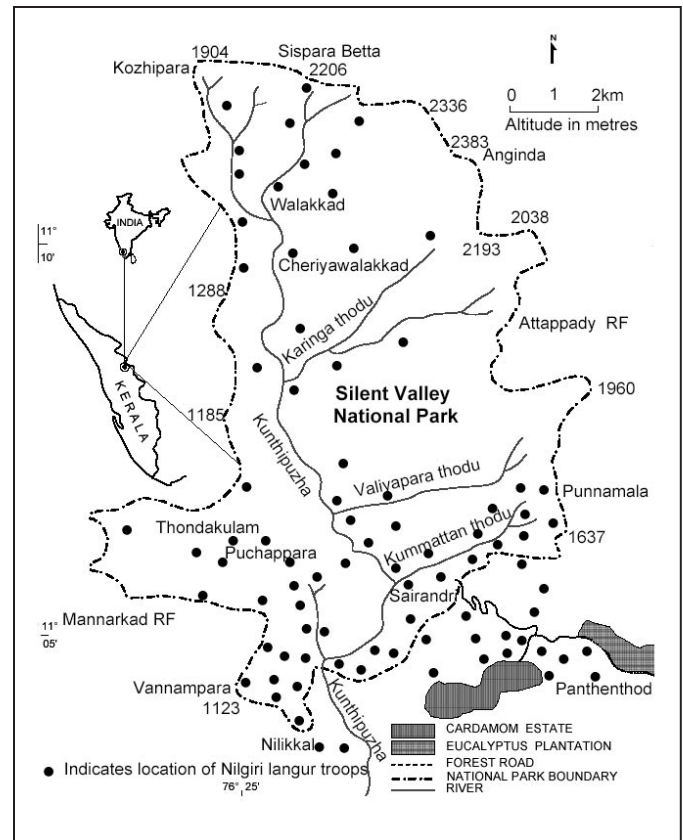 1904
Sispara Betta
Kozhipara
2206
N
0 1 2km
Altitude in metres
2336
2383
Anginda
INDIA
Walakkad
2038
11°
10'
Cheriyawalakkad
2193
1288
Karinga thodu
Attappady RF
KERALA
1960
Silent Valley
National Park
1185
Kunthipuzha
Valiyapara thodu
Punnamala
Thondakulam
Kummattan thodu
Puchappara
1637
Sairandri
Mannarkad RF
11°
05'
Vannampara
Kunthipuzha
Panthenthod
1123
Nilikkal
CARDAMOM ESTATE
EUCALYPTUS PLANTATION
FOREST ROAD
NATIONAL PARK BOUNDARY
RIVER
Indicates location of Nilgiri langur troops
76° 25'